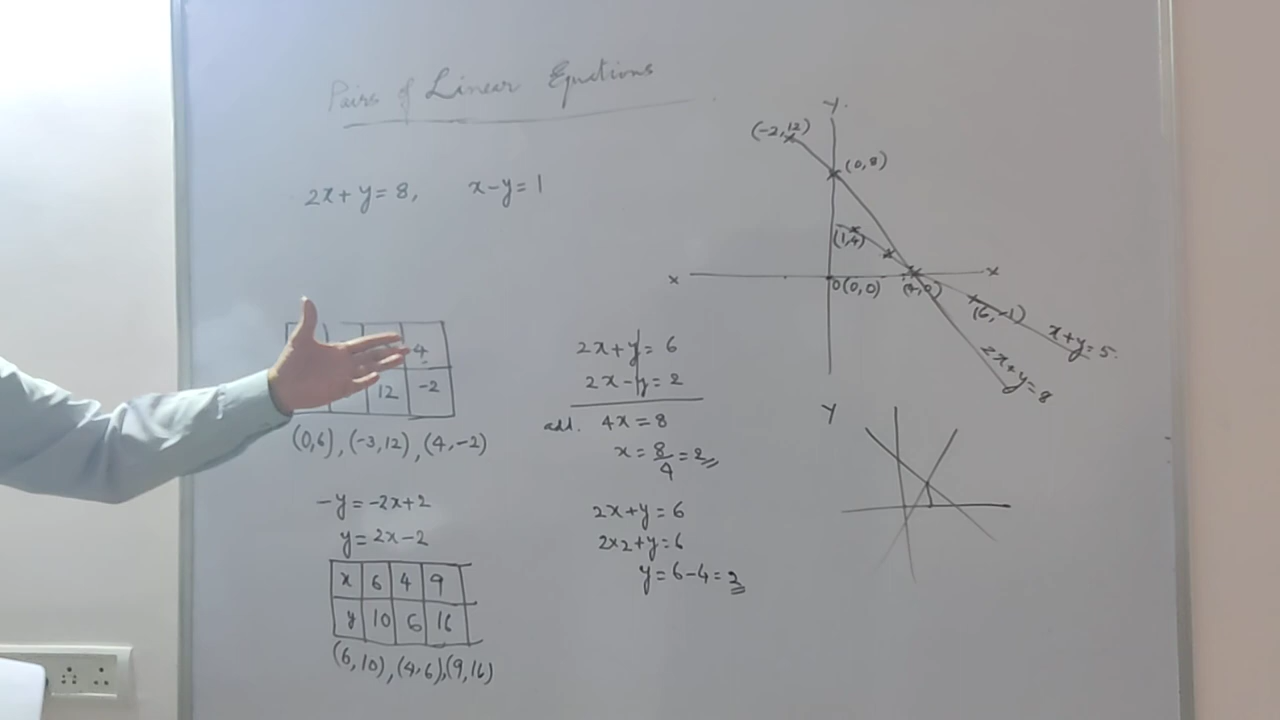 Pairs of Linear Equations
2x + y = 8, x - y = 1
4
12 -2
(0,6), (-3,12), (4,-2)
-y = -2x+2
y = 2x-2
x 6 4 9
y 10 6 16
(6,10), (4,6), (9,16)
2x+y = 6
2x-y = 2
add. 4x = 8
x = 8/4 = 2
2x+y = 6
2x2+y = 6
y = 6-4 = 2
Y
(-2,12)
(0,8)
(1,4)
x x
0 (0,0) (4,0)
(6,-1)
x+y=5.
2x+y=8
Y